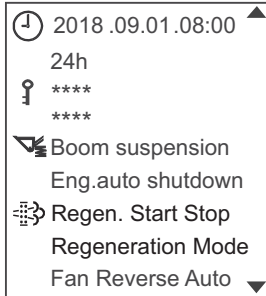 2018 .09.01.08:00
24h
****
****
Boom suspension
Eng.auto shutdown
Regen. Start Stop
Regeneration Mode
Fan Reverse Auto